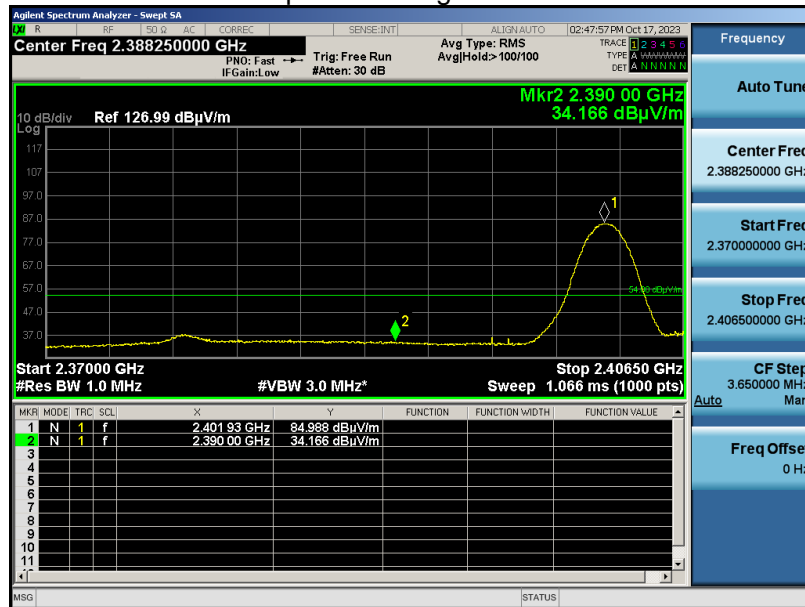 Agilent Spectrum Analyzer - Swept SA
LXI R RF 50 Ω AC CORREC SENSE:INT ALIGN AUTO 02:47:57 PM Oct 17, 2023
Center Freq 2.388250000 GHz
PNO: Fast
IFGain:Low
Trig: Free Run
#Atten: 30 dB
Avg Type: RMS
Avg|Hold:>100/100
TRACE 1 2 3 4 5 6
TYPE A WWWWW
DET A N N N N N
Mkr2 2.390 00 GHz
34.166 dBµV/m
10 dB/div Ref 126.99 dBµV/m
Log
117
107
97.0
87.0
77.0
67.0
57.0
47.0
37.0
1
54.00 dBµV/m
2
Start 2.37000 GHz Stop 2.40650 GHz
#Res BW 1.0 MHz #VBW 3.0 MHz* Sweep 1.066 ms (1000 pts)
MKR MODE TRC SCL X Y FUNCTION FUNCTION WIDTH FUNCTION VALUE
1 N 1 f 2.401 93 GHz 84.988 dBµV/m
2 N 1 f 2.390 00 GHz 34.166 dBµV/m
3
4
5
6
7
8
9
10
11
MSG STATUS
Frequency
Auto Tune
Center Freq
2.388250000 GHz
Start Freq
2.370000000 GHz
Stop Freq
2.406500000 GHz
CF Step
3.650000 MHz
Auto Man
Freq Offset
0 Hz